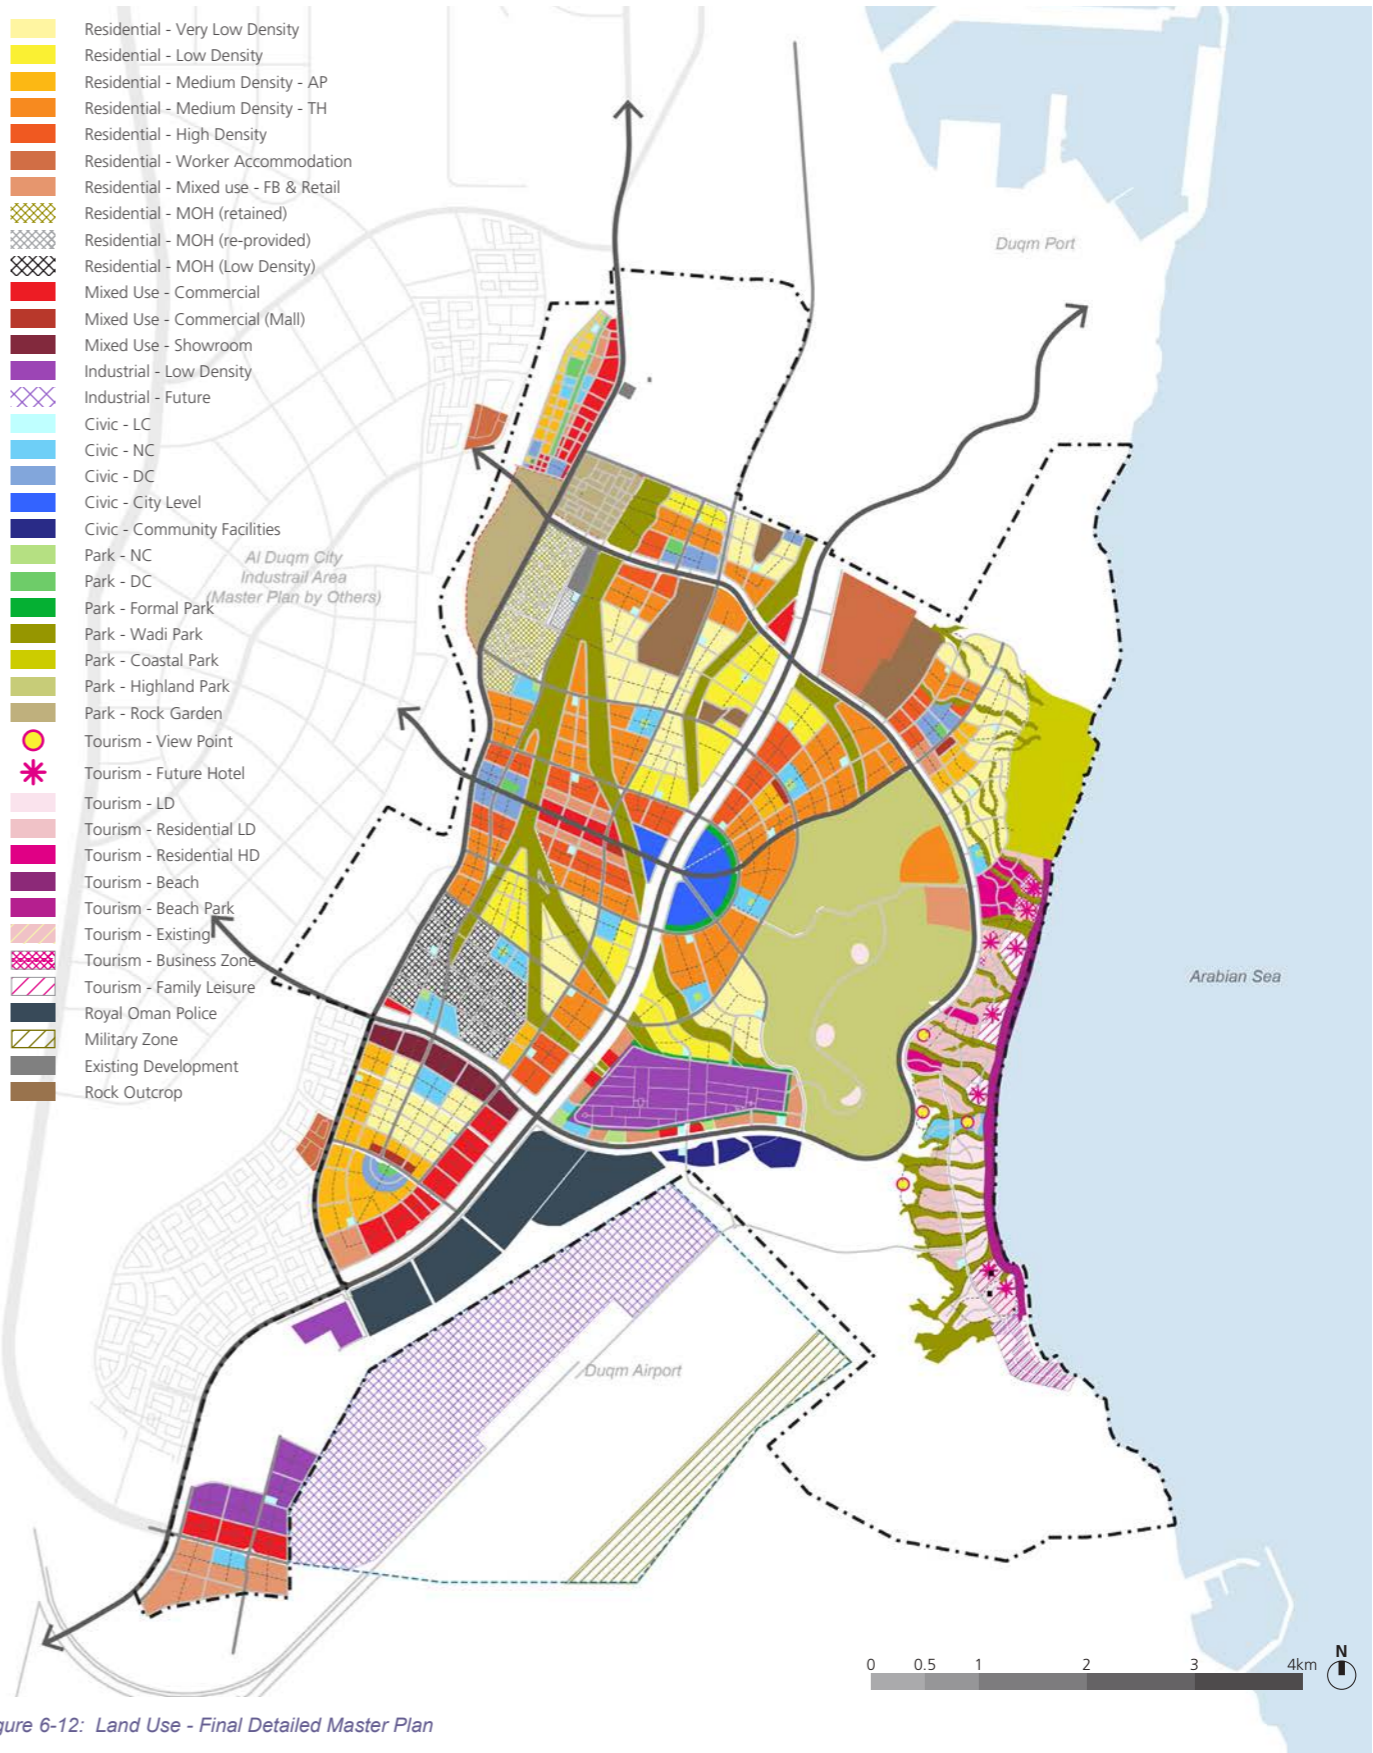 Residential - Very Low Density
Residential - Low Density
Residential - Medium Density - AP
Residential - Medium Density - TH
Residential - High Density
Residential - Worker Accommodation
Residential - Mixed use - FB & Retail
Residential - MOH (retained)
Residential - MOH (re-provided)
Residential - MOH (Low Density)
Mixed Use - Commercial
Mixed Use - Commercial (Mall)
Mixed Use - Showroom
Industrial - Low Density
Industrial - Future
Civic - LC
Civic - NC
Civic - DC
Civic - City Level
Civic - Community Facilities
Park - NC
Park - DC
Park - Formal Park
Park - Wadi Park
Park - Coastal Park
Park - Highland Park
Park - Rock Garden
Tourism - View Point
Tourism - Future Hotel
Tourism - LD
Tourism - Residential LD
Tourism - Residential HD
Tourism - Beach
Tourism - Beach Park
Tourism - Existing
Tourism - Business Zone
Tourism - Family Leisure
Royal Oman Police
Military Zone
Existing Development
Rock Outcrop
Duqm Port
Al Duqm City
Industrail Area
(Master Plan by Others)
Arabian Sea
Duqm Airport
0 0.5 1 2 3 4km
N
gure 6-12: Land Use - Final Detailed Master Plan